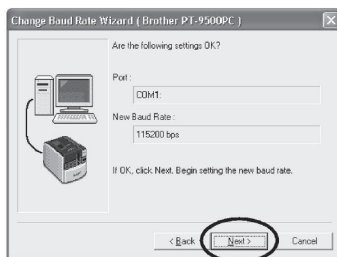 Change Baud Rate Wizard ( Brother PT-9500PC )
Are the following settings OK?
Port :
COM1:
New Baud Rate :
115200 bps
If OK, click Next. Begin setting the new baud rate.
< Back
Next >
Cancel